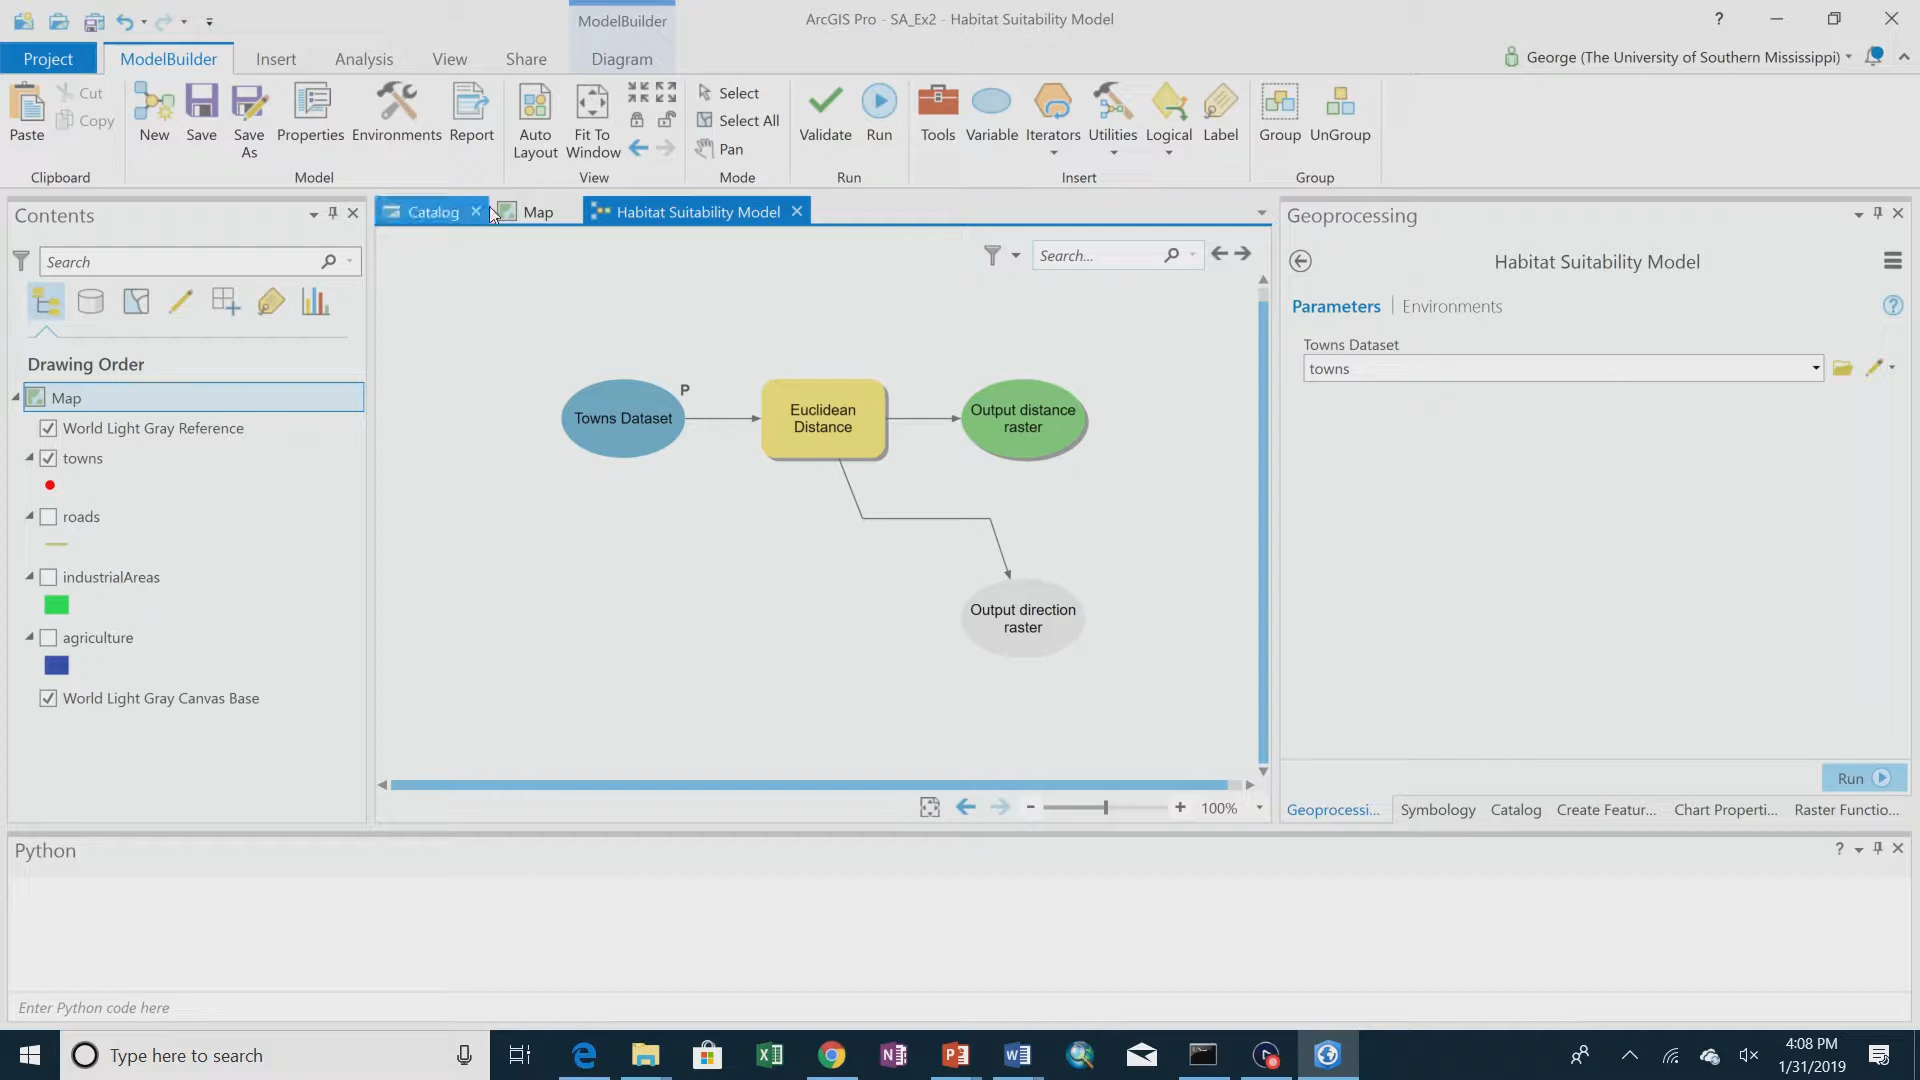 ModelBuilder
ArcGIS Pro - SA_Ex2 - Habitat Suitability Model
?
Project
ModelBuilder
Insert
Analysis
View
Share
Diagram
George (The University of Southern Mississippi)
Paste
Cut
Copy
Clipboard
New
Save
Save As
Properties
Environments
Report
Model
Auto Layout
Fit To Window
View
Select
Select All
Pan
Mode
Validate
Run
Run
Tools
Variable
Iterators
Utilities
Logical
Label
Insert
Group
UnGroup
Group
Contents
Search
Drawing Order
Map
World Light Gray Reference
towns
roads
industrialAreas
agriculture
World Light Gray Canvas Base
Catalog
Map
Habitat Suitability Model
Search...
Towns Dataset
P
Euclidean
Distance
Output distance
raster
Output direction
raster
100%
Geoprocessing
Habitat Suitability Model
Parameters | Environments
?
Towns Dataset
towns
Run
Geoprocessi...
Symbology
Catalog
Create Featur...
Chart Properti...
Raster Functio...
Python
?
Enter Python code here
Type here to search
4:08 PM
1/31/2019